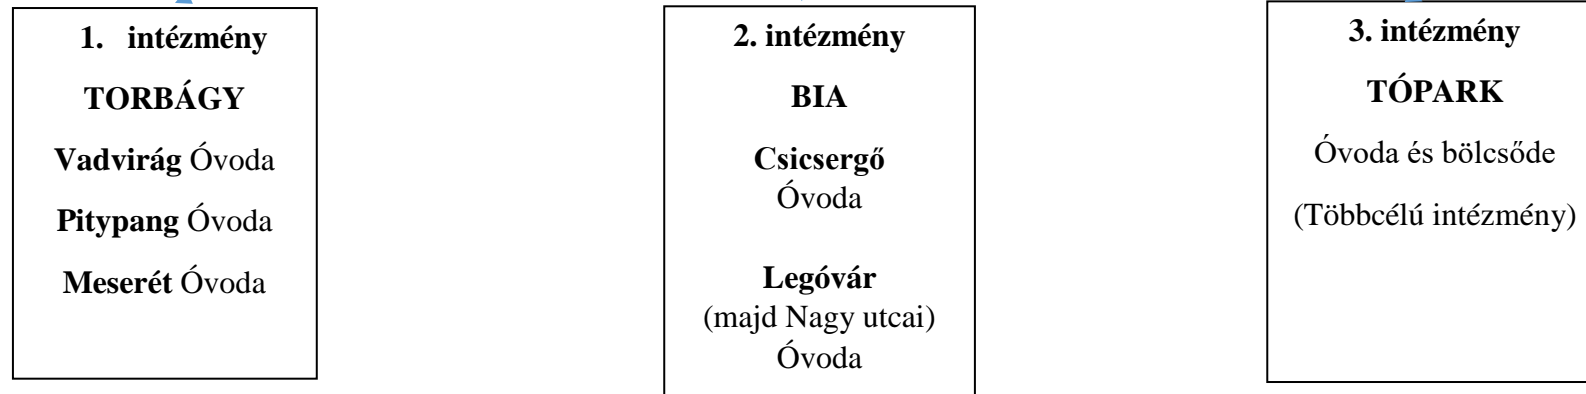 1. intézmény
TORBÁGY
Vadvirág Óvoda
Pitypang Óvoda
Meserét Óvoda
2. intézmény
BIA
Csicsergő
Óvoda
Legóvár
(majd Nagy utcai)
Óvoda
3. intézmény
TÓPARK
Óvoda és bölcsőde
(Többcélú intézmény)